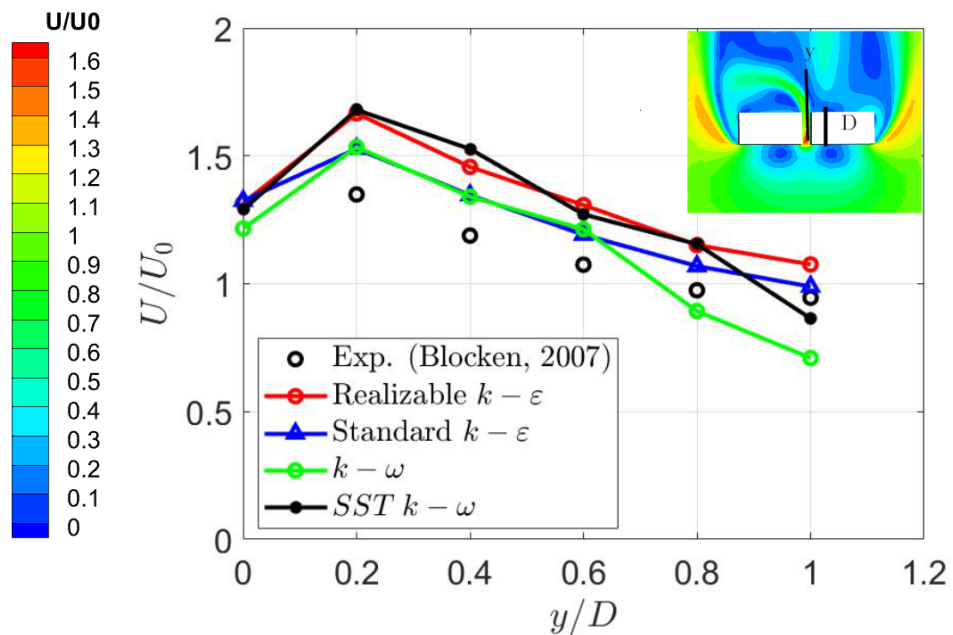 U/U0
1.6
1.5
1.4
1.3
1.2
1.1
1
0.9
0.8
0.7
0.6
0.5
0.4
0.3
0.2
0.1
0
2
1.5
1
0.5
0
U/U₀
y
D
Exp. (Blocken, 2007)
Realizable k − ε
Standard k − ε
k − ω
SST k − ω
0 0.2 0.4 0.6 0.8 1 1.2
y/D